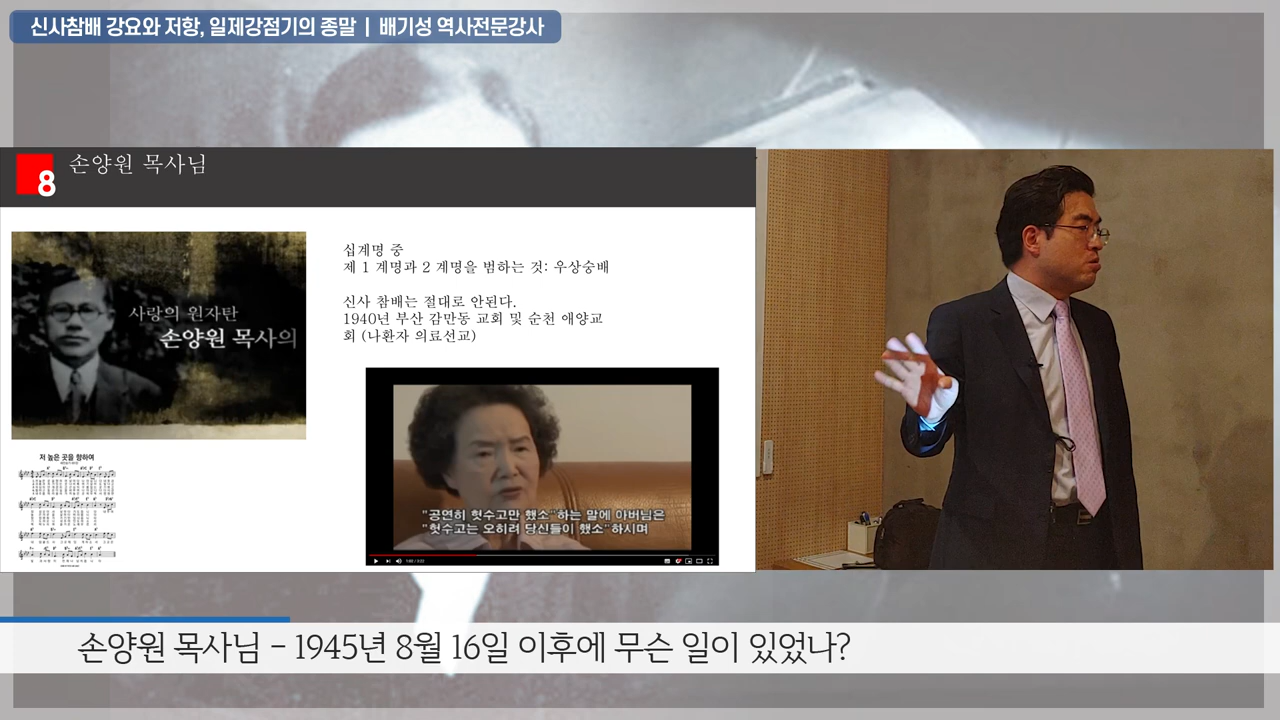 신사참배 강요와 저항, 일제강점기의 종말 | 배기성 역사전문강사
8
손양원 목사님
십계명 중
제 1 계명과 2 게명을 범하는 것: 우상숭배
신사 참배는 절대로 안된다.
1940년 부산 감만동 교회 및 순천 애양교
회 (나환자 의료선교)
사랑의 원자탄
손양원 목사의
저 높은 곳을 향하여
"공연히 헛수고만 했소"하는 말에 아버님은
"헛수고는 오히려 당신들이 했소"하시며
손양원 목사님 - 1945년 8월 16일 이후에 무슨 일이 있었나?